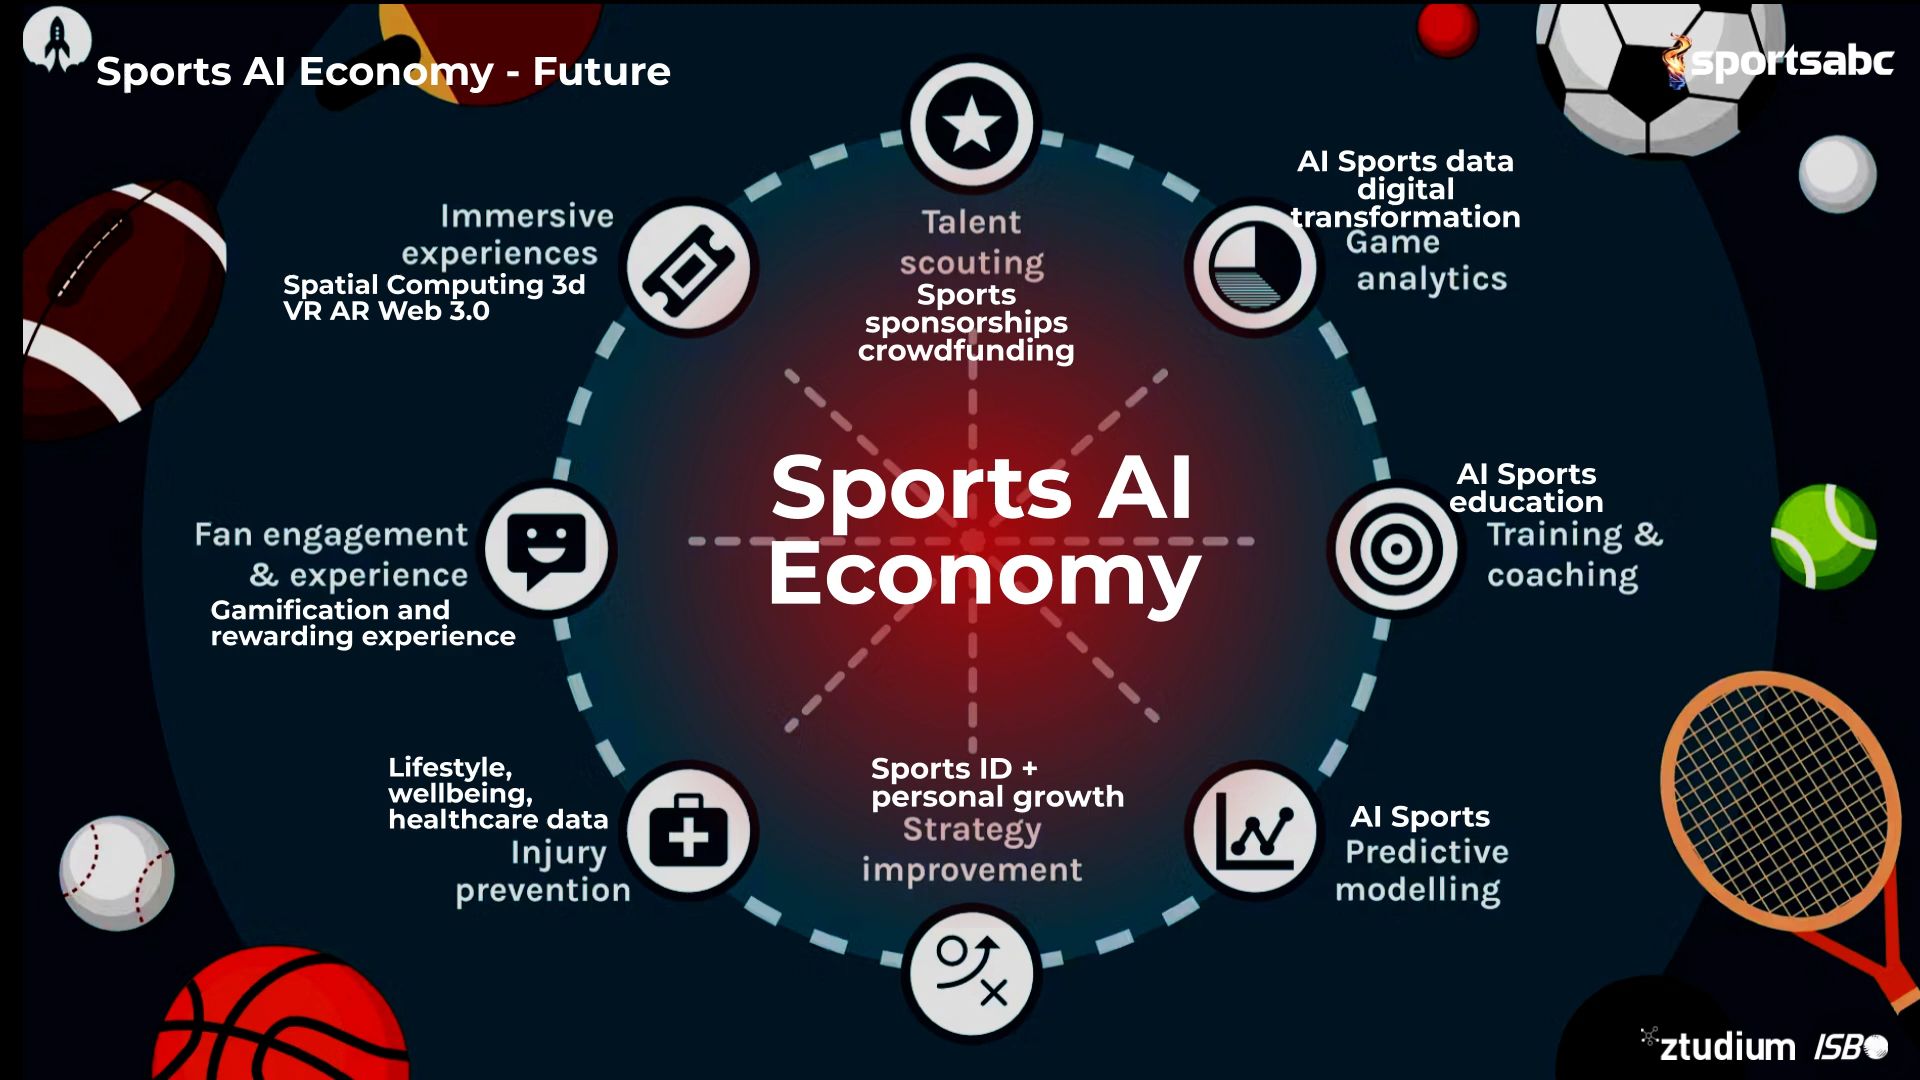 Sports AI Economy - Future
sportsabc
Talent
scouting
Sports
sponsorships
crowdfunding
AI Sports data
digital
transformation
Game
analytics
AI Sports
education
Training &
coaching
AI Sports
Predictive
modelling
Sports ID +
personal growth
Strategy
improvement
Lifestyle,
wellbeing,
healthcare data
Injury
prevention
Fan engagement
& experience
Gamification and
rewarding experience
Immersive
experiences
Spatial Computing 3d
VR AR Web 3.0
Sports AI
Economy
ztudium ISBO